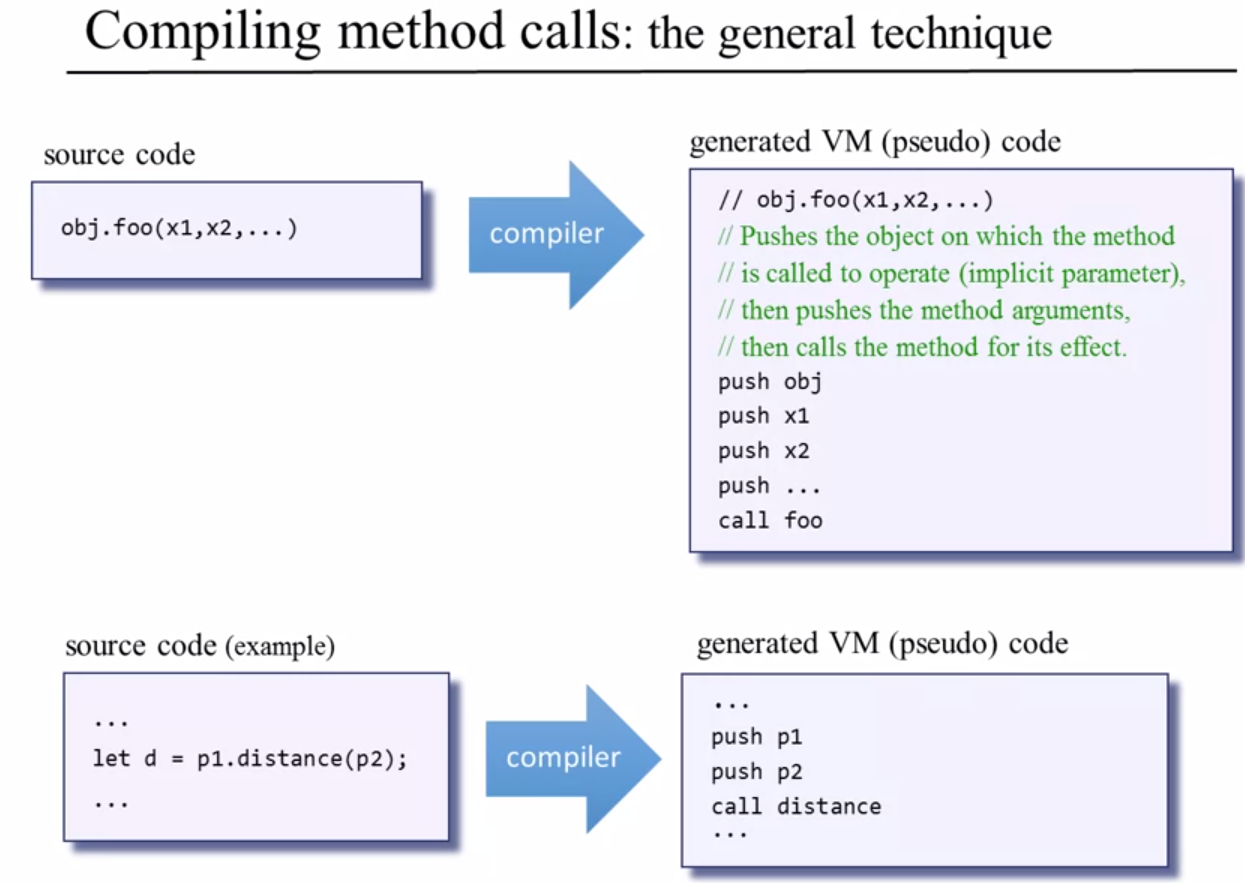 Compiling method calls: the general technique
source code
obj.foo(x1,x2,...)
compiler
generated VM (pseudo) code
// obj.foo(x1,x2,...)
// Pushes the object on which the method
// is called to operate (implicit parameter),
// then pushes the method arguments,
// then calls the method for its effect.
push obj
push x1
push x2
push ...
call foo
source code (example)
...
let d = p1.distance(p2);
...
compiler
generated VM (pseudo) code
...
push p1
push p2
call distance
...